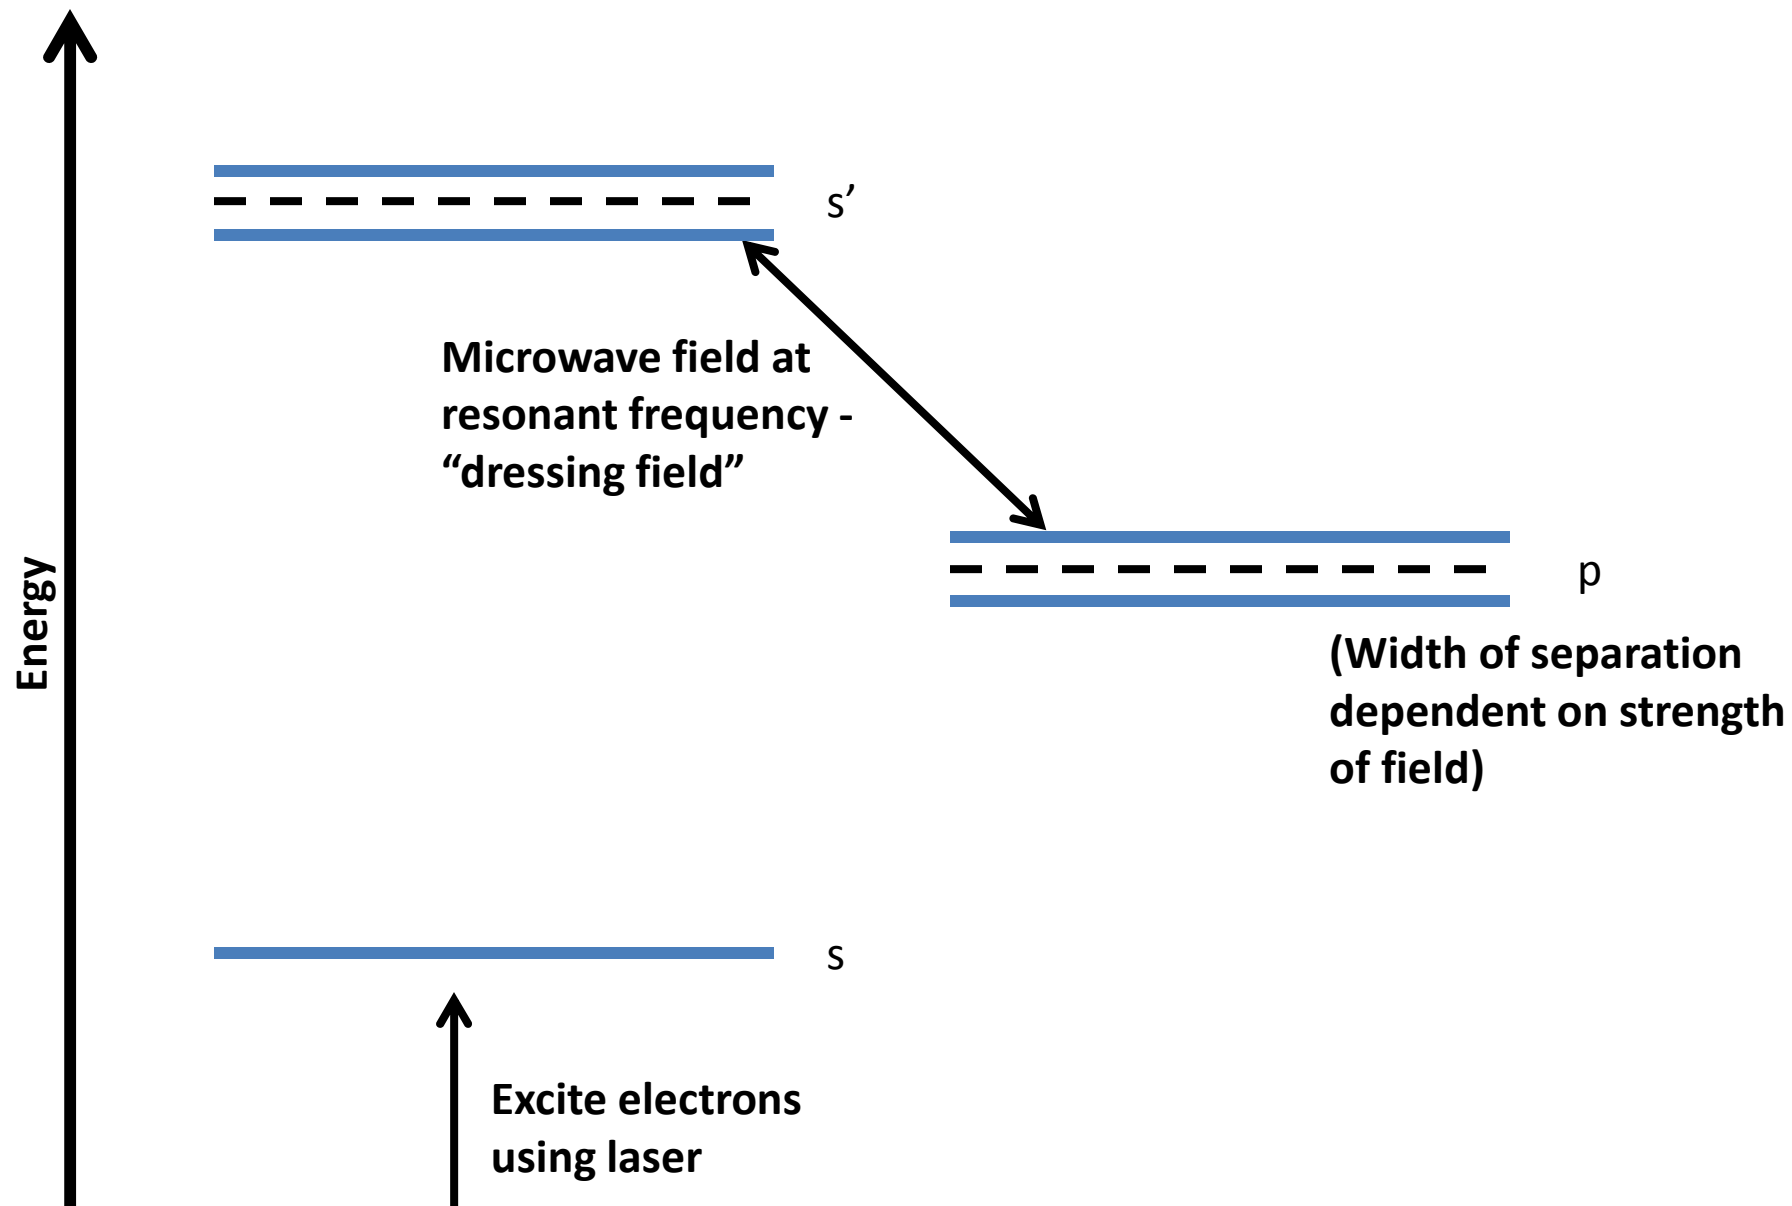 s’
Microwave field at
resonant frequency -
“dressing field”
Energy
p
(Width of separation
dependent on strength
of field)
s
Excite electrons
using laser